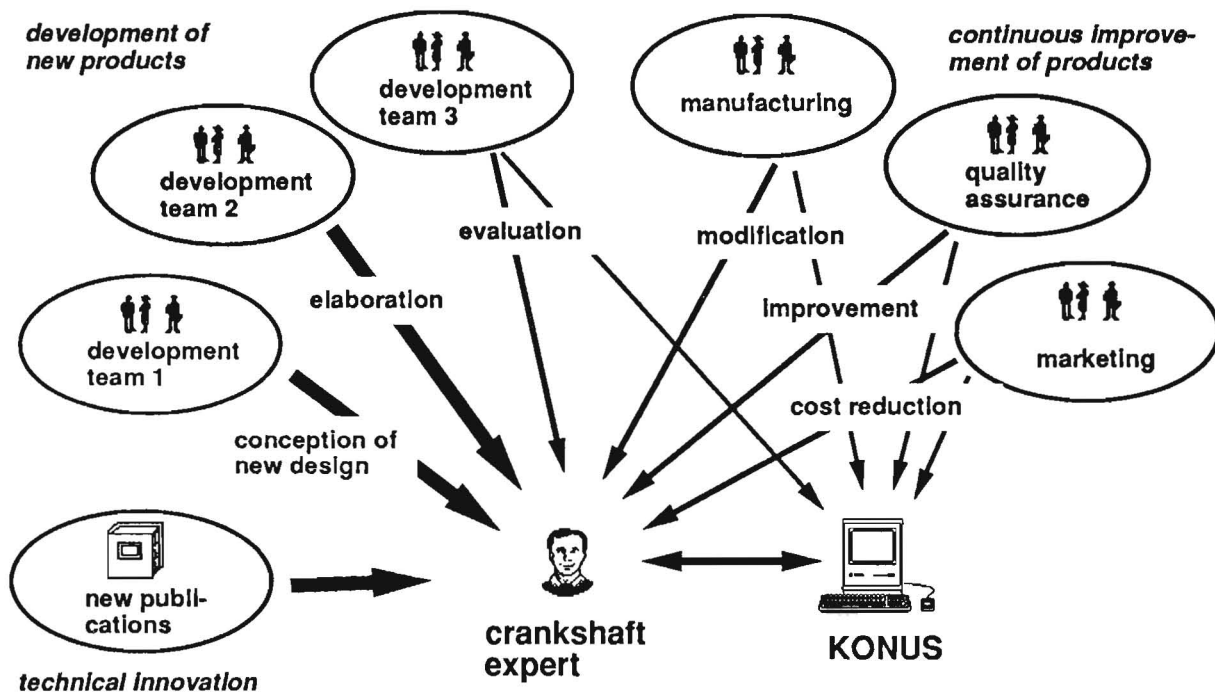 development of
new products
development
team 3
manufacturing
continuous improve-
ment of products
development
team 2
quality
assurance
evaluation
modification
elaboration
improvement
development
team 1
marketing
cost reduction
conception of
new design
new publi-
cations
crankshaft
expert
KONUS
technical innovation